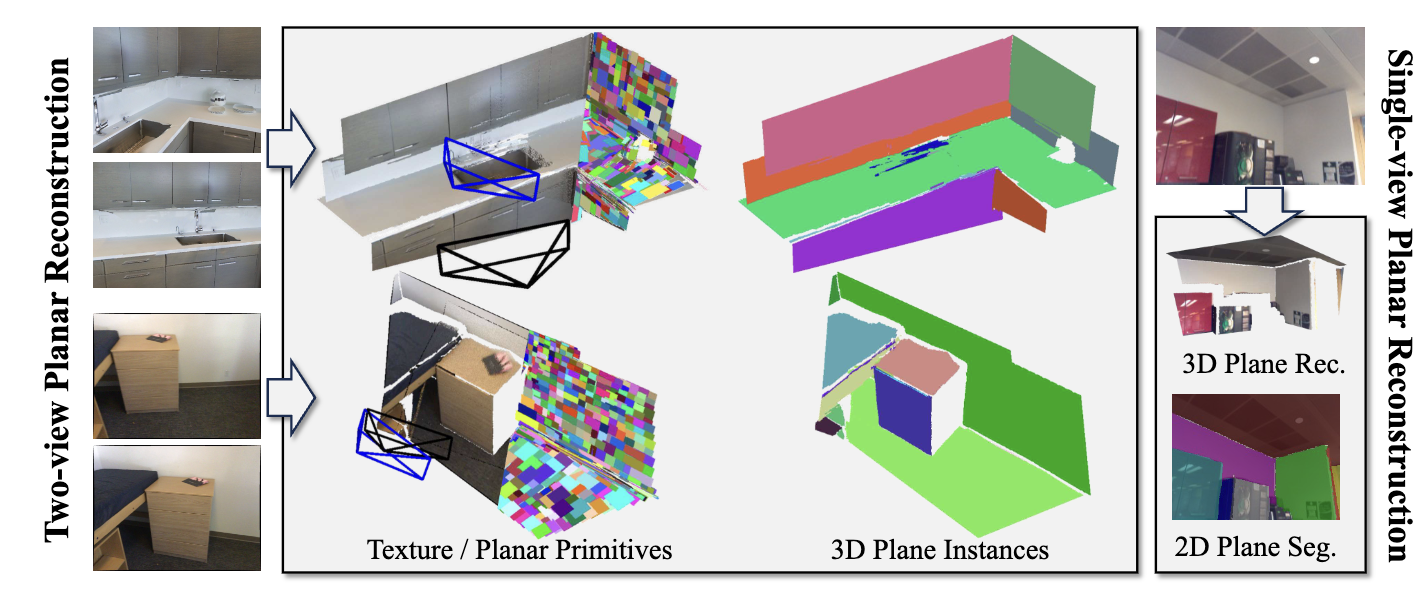 Two-view Planar Reconstruction
Texture / Planar Primitives
3D Plane Instances
3D Plane Rec.
2D Plane Seg.
Single-view Planar Reconstruction